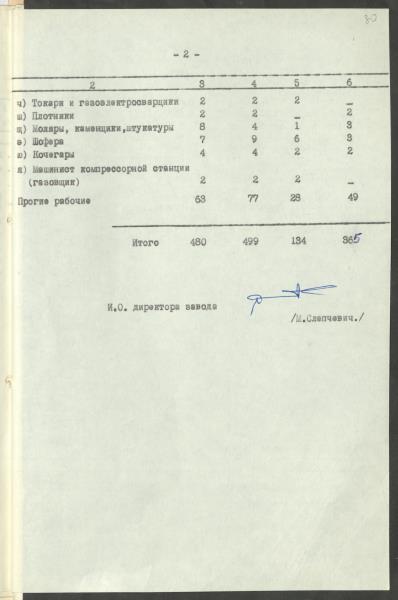 80
- 2 -
2 3 4 5 6
ч) Токари и газоэлектросварщики 2 2 2 _
ш) Плотники 2 2 _ 2
щ) Моляры, каменщики,штукатуры 8 4 1 3
э) Шофера 7 9 6 3
ю) Кочегары 4 4 2 2
я) Машинист компрессорной станции
(газовщик) 2 2 2 _
Прогие рабочие 63 77 28 49
Итого 480 499 134 365
И.О. директора завода
/М.Слепчевич./